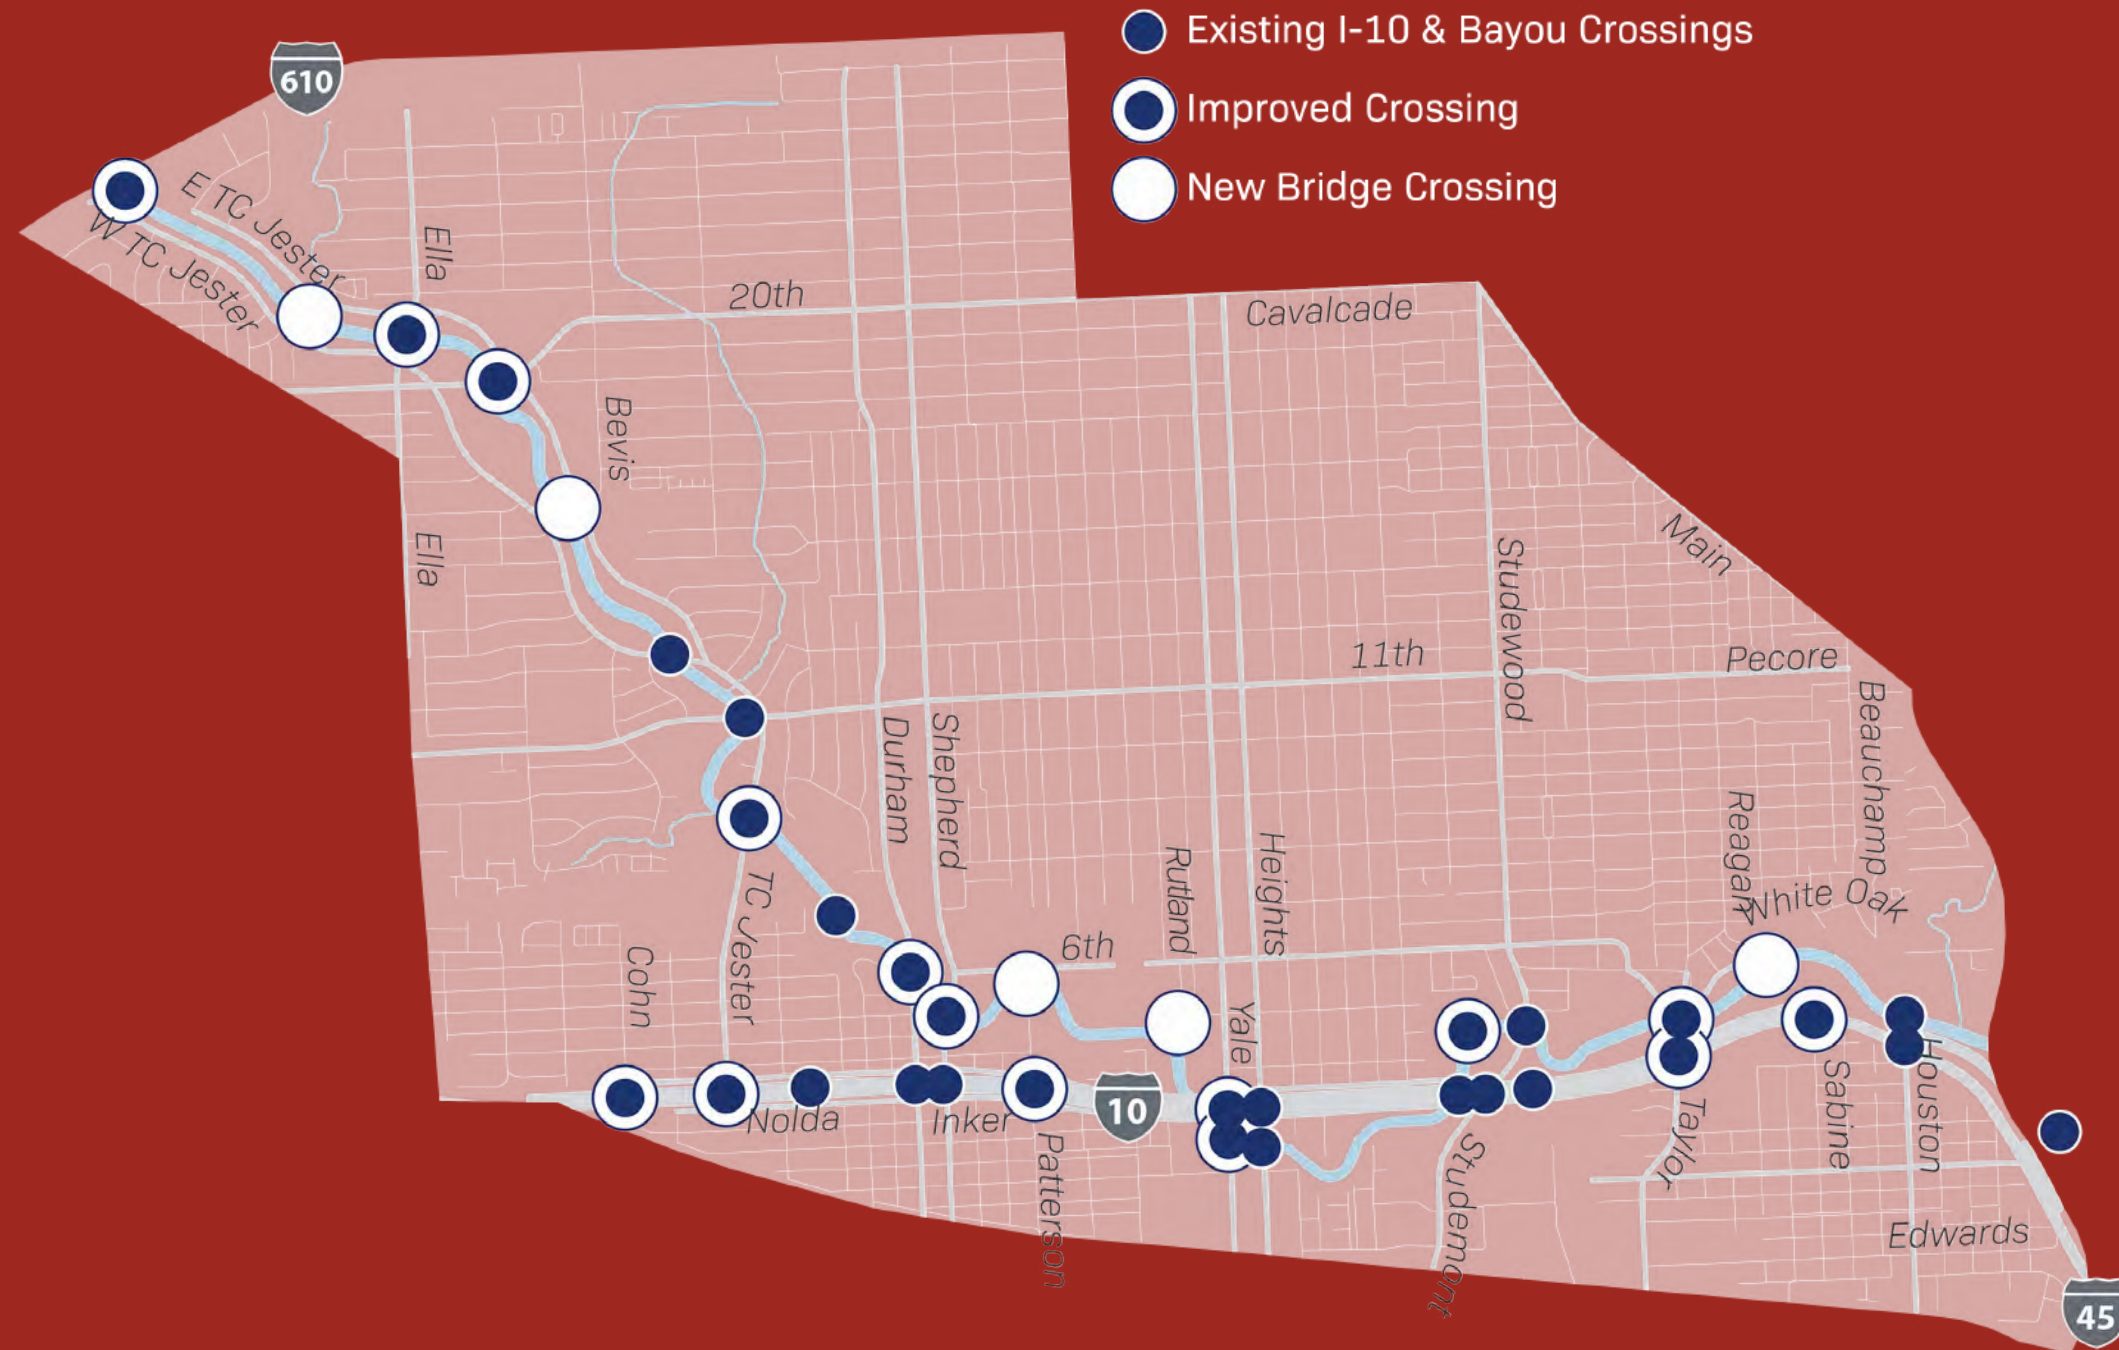 Existing I-10 & Bayou Crossings
Improved Crossing
New Bridge Crossing
610
E TC Jester
W TC Jester
Ella
20th
Cavalcade
Bevis
Ella
Main
Studewood
11th
Pecore
Beauchamp
Durham
Shepherd
Reagan
Heights
Rutland
TC Jester
White Oak
6th
Cohn
Yale
Nolda
Inker
10
Patterson
Studemont
Taylor
Sabine
Houston
Edwards
45